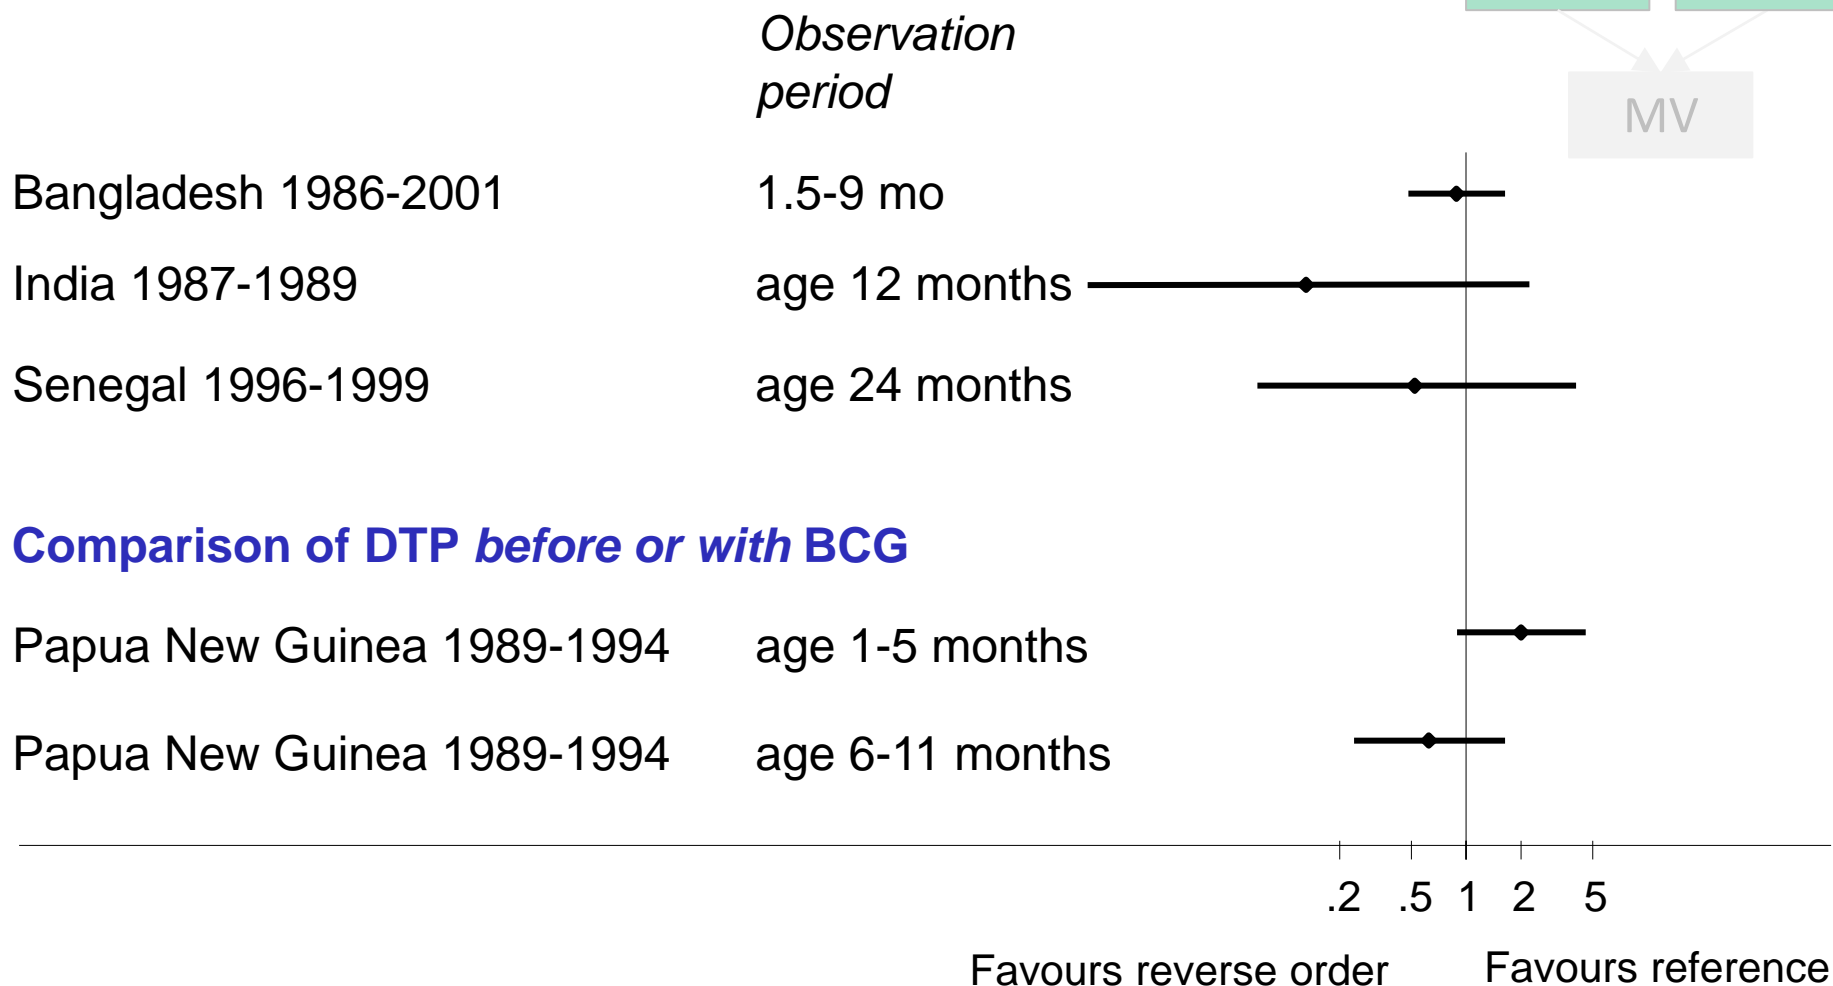 Observation
period
MV
Bangladesh 1986-2001 1.5-9 mo
India 1987-1989 age 12 months
Senegal 1996-1999 age 24 months
Comparison of DTP before or with BCG
Papua New Guinea 1989-1994 age 1-5 months
Papua New Guinea 1989-1994 age 6-11 months
.2 .5 1 2 5
Favours reverse order Favours reference